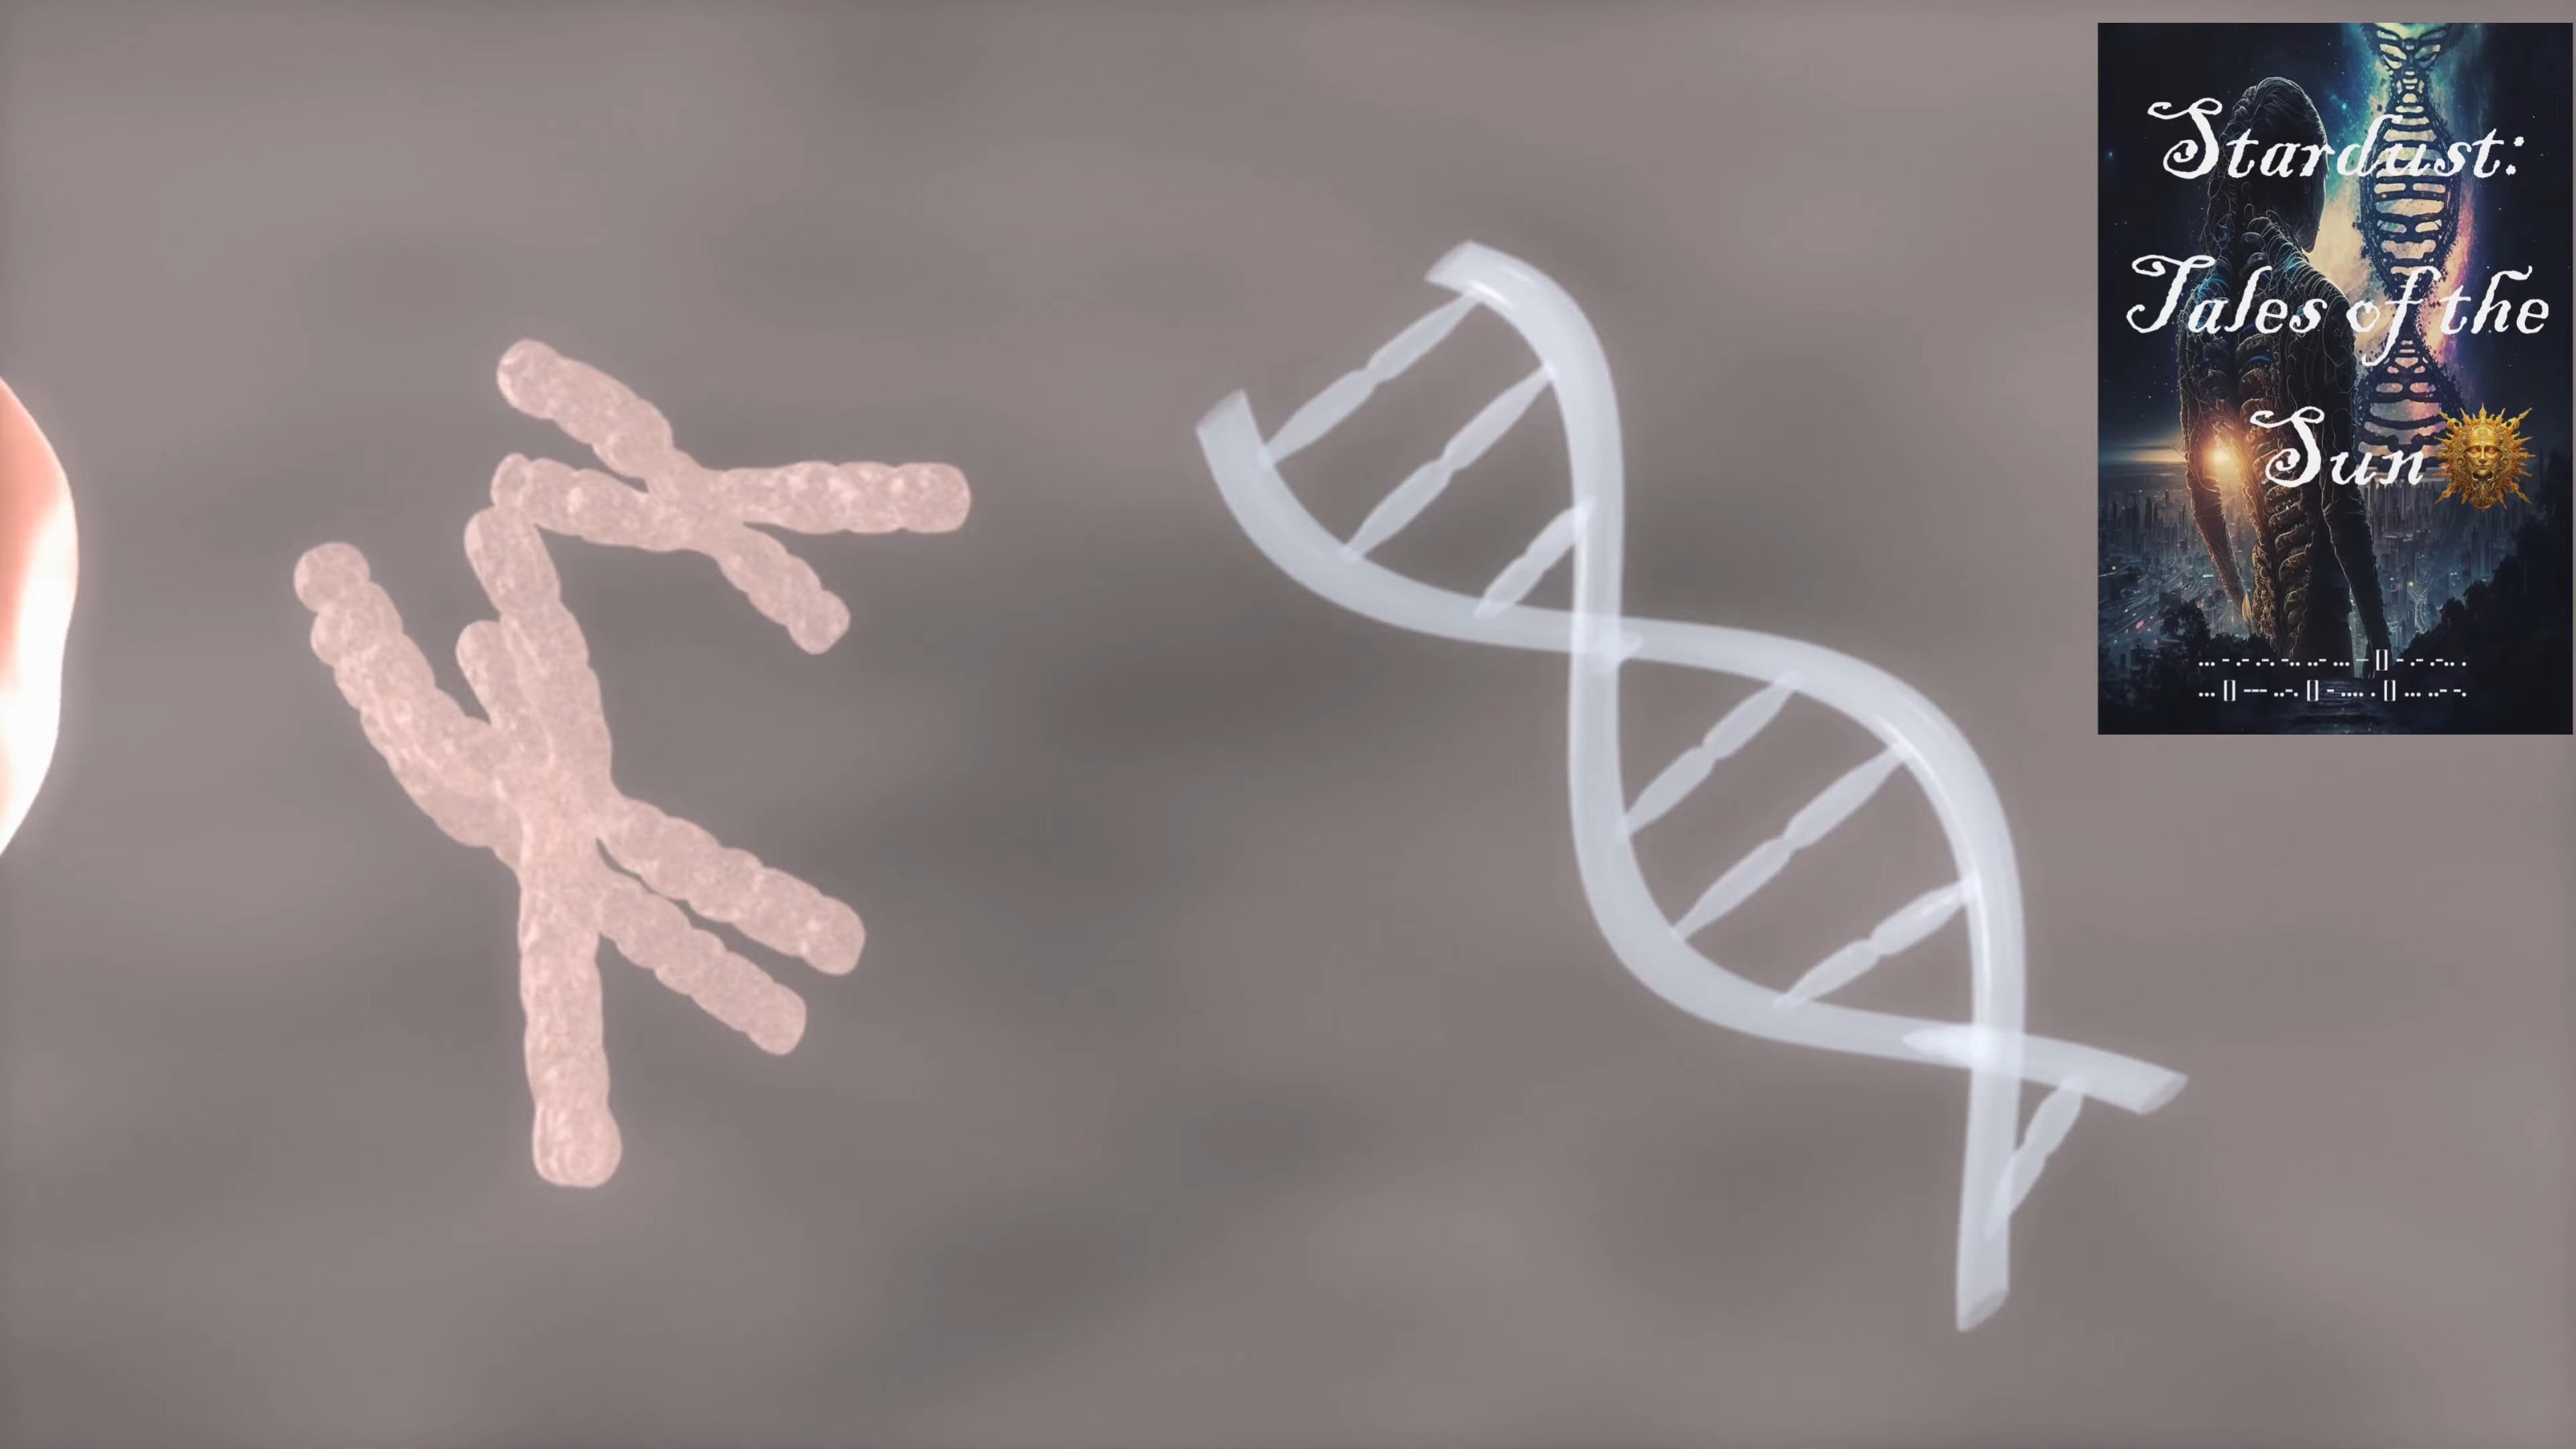 Stardust:
Tales of the
Sun
... - .- .-. -.. ..- ... – [] - .- .-.. .
... [] --- ..-. [] - .... . [] ... ..- -.